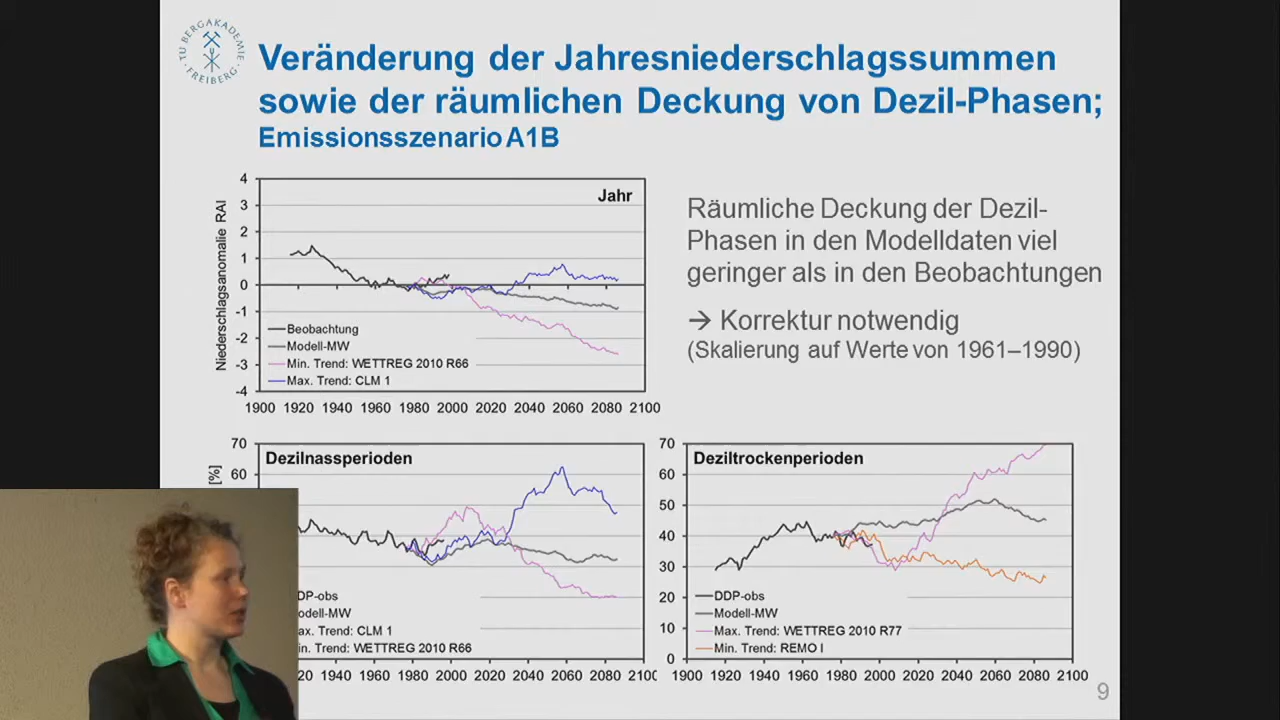 TU BERGAKADEMIE
FREIBERG
Veränderung der Jahresniederschlagssummen
sowie der räumlichen Deckung von Dezil-Phasen;
Emissionsszenario A1B
Niederschlagsanomalie RAI
4
3
2
1
0
-1
-2
-3
-4
Jahr
Beobachtung
Modell-MW
Min. Trend: WETTREG 2010 R66
Max. Trend: CLM 1
1900 1920 1940 1960 1980 2000 2020 2040 2060 2080 2100
Räumliche Deckung der Dezil-
Phasen in den Modelldaten viel
geringer als in den Beobachtungen
→ Korrektur notwendig
(Skalierung auf Werte von 1961–1990)
[%]
70
60
Dezilnassperioden
DP-obs
odell-MW
ax. Trend: CLM 1
in. Trend: WETTREG 2010 R66
20 1940 1960 1980 2000 2020 2040 2060 2080 210
70
60
50
40
30
20
10
0
Deziltrockenperioden
DDP-obs
Modell-MW
Max. Trend: WETTREG 2010 R77
Min. Trend: REMO I
1900 1920 1940 1960 1980 2000 2020 2040 2060 2080 2100
9